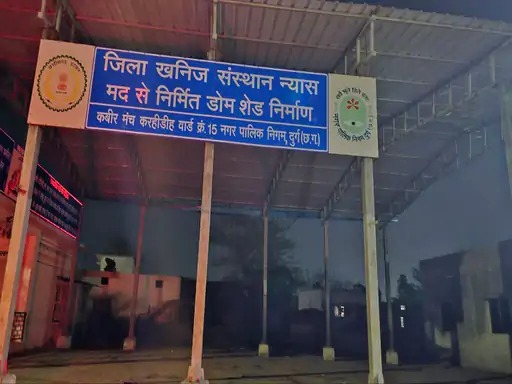 जिला खनिज संस्थान न्यास
मद से निर्मित डोम शेड निर्माण
कबीर मंच करहीडीह वार्ड क्रं.15 नगर पालिक निगम, दुर्ग(छ.ग.)